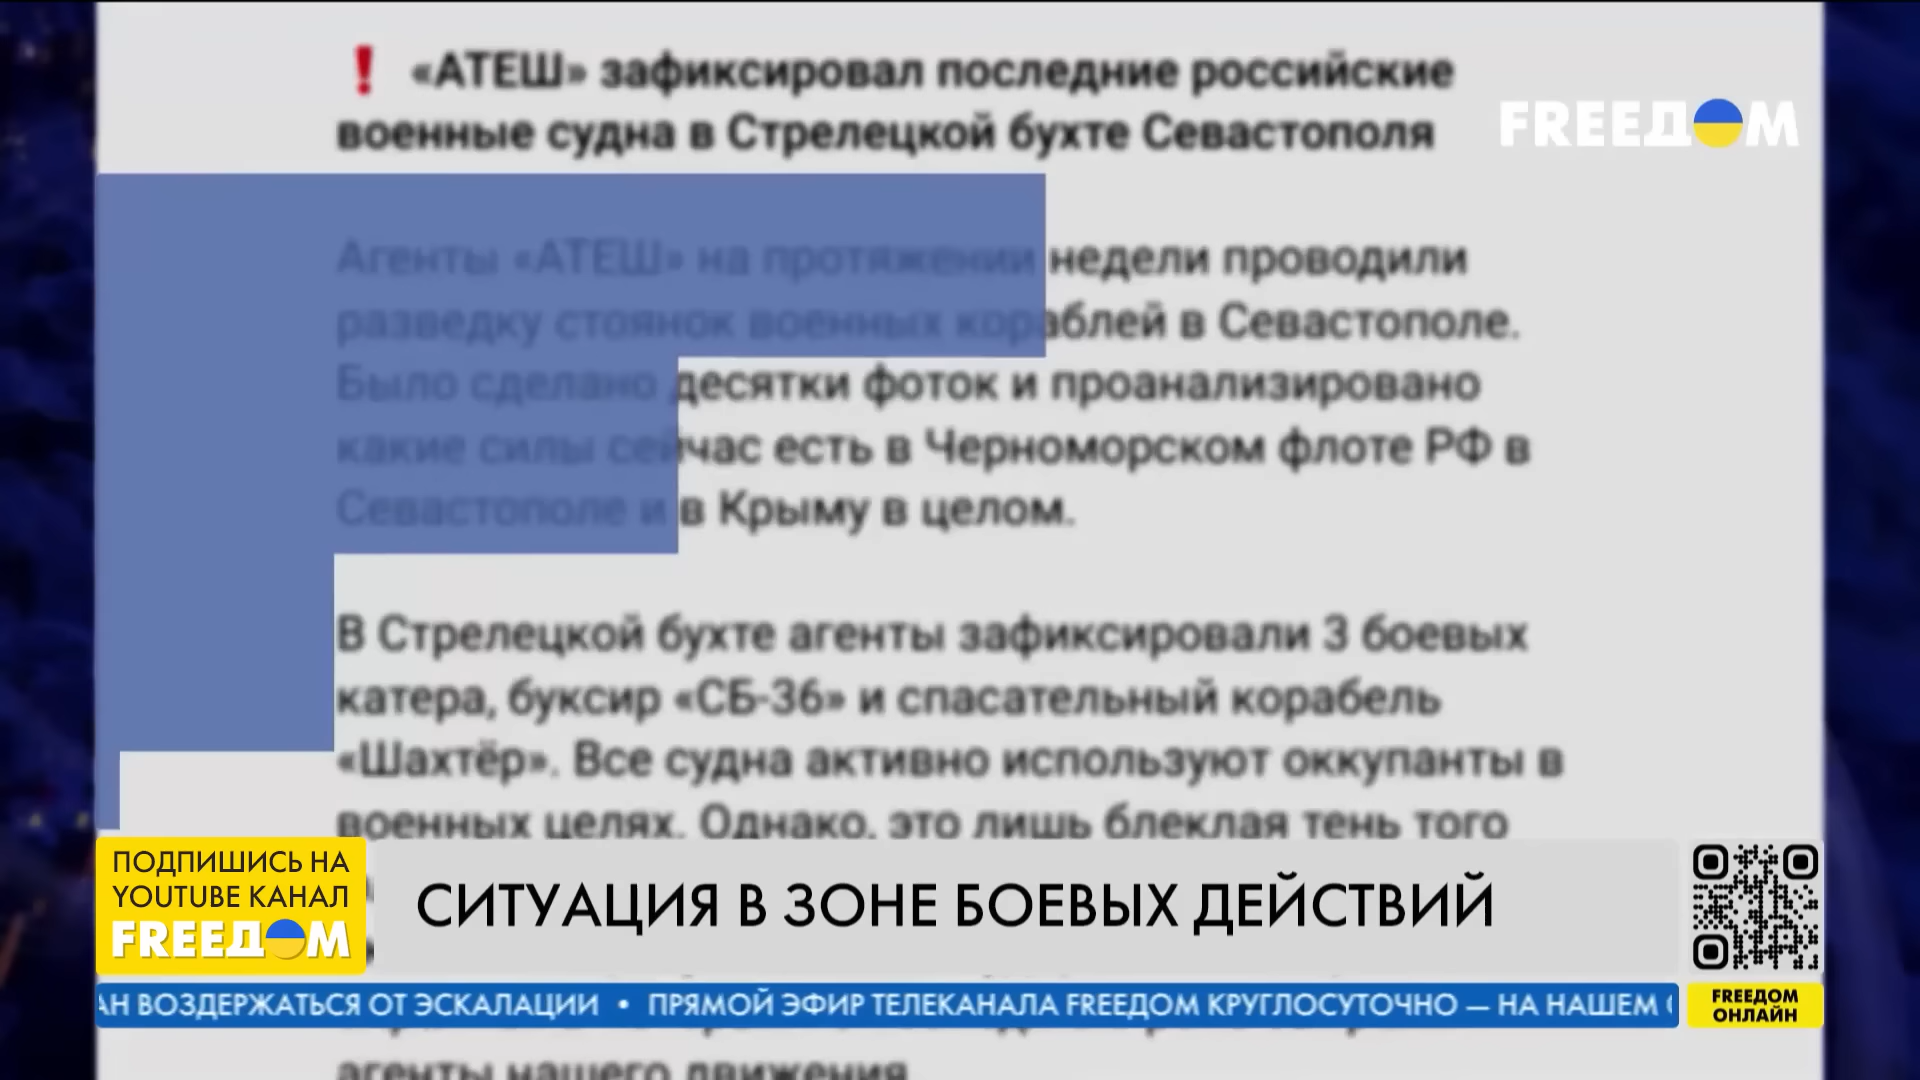 ❗ «АТЕШ» зафиксировал последние российские
военные судна в Стрелецкой бухте Севастополя
FREEДОМ
Агенты «АТЕШ» на протяжении недели проводили
разведку стоянок военных кораблей в Севастополе.
Было сделано десятки фоток и проанализировано
какие силы сейчас есть в Черноморском флоте РФ в
Севастополе и в Крыму в целом.
В Стрелецкой бухте агенты зафиксировали 3 боевых
катера, буксир «СБ-36» и спасательный корабель
«Шахтёр». Все судна активно используют оккупанты в
военных целях. Однако, это лишь блеклая тень того
ПОДПИШИСЬ НА
YOUTUBE КАНАЛ
FREEДОМ
СИТУАЦИЯ В ЗОНЕ БОЕВЫХ ДЕЙСТВИЙ
АН ВОЗДЕРЖАТЬСЯ ОТ ЭСКАЛАЦИИ • ПРЯМОЙ ЭФИР ТЕЛЕКАНАЛА FREEДОМ КРУГЛОСУТОЧНО — НА НАШЕМ
FREEДОМ
ОНЛАЙН
агенты нашего движения.